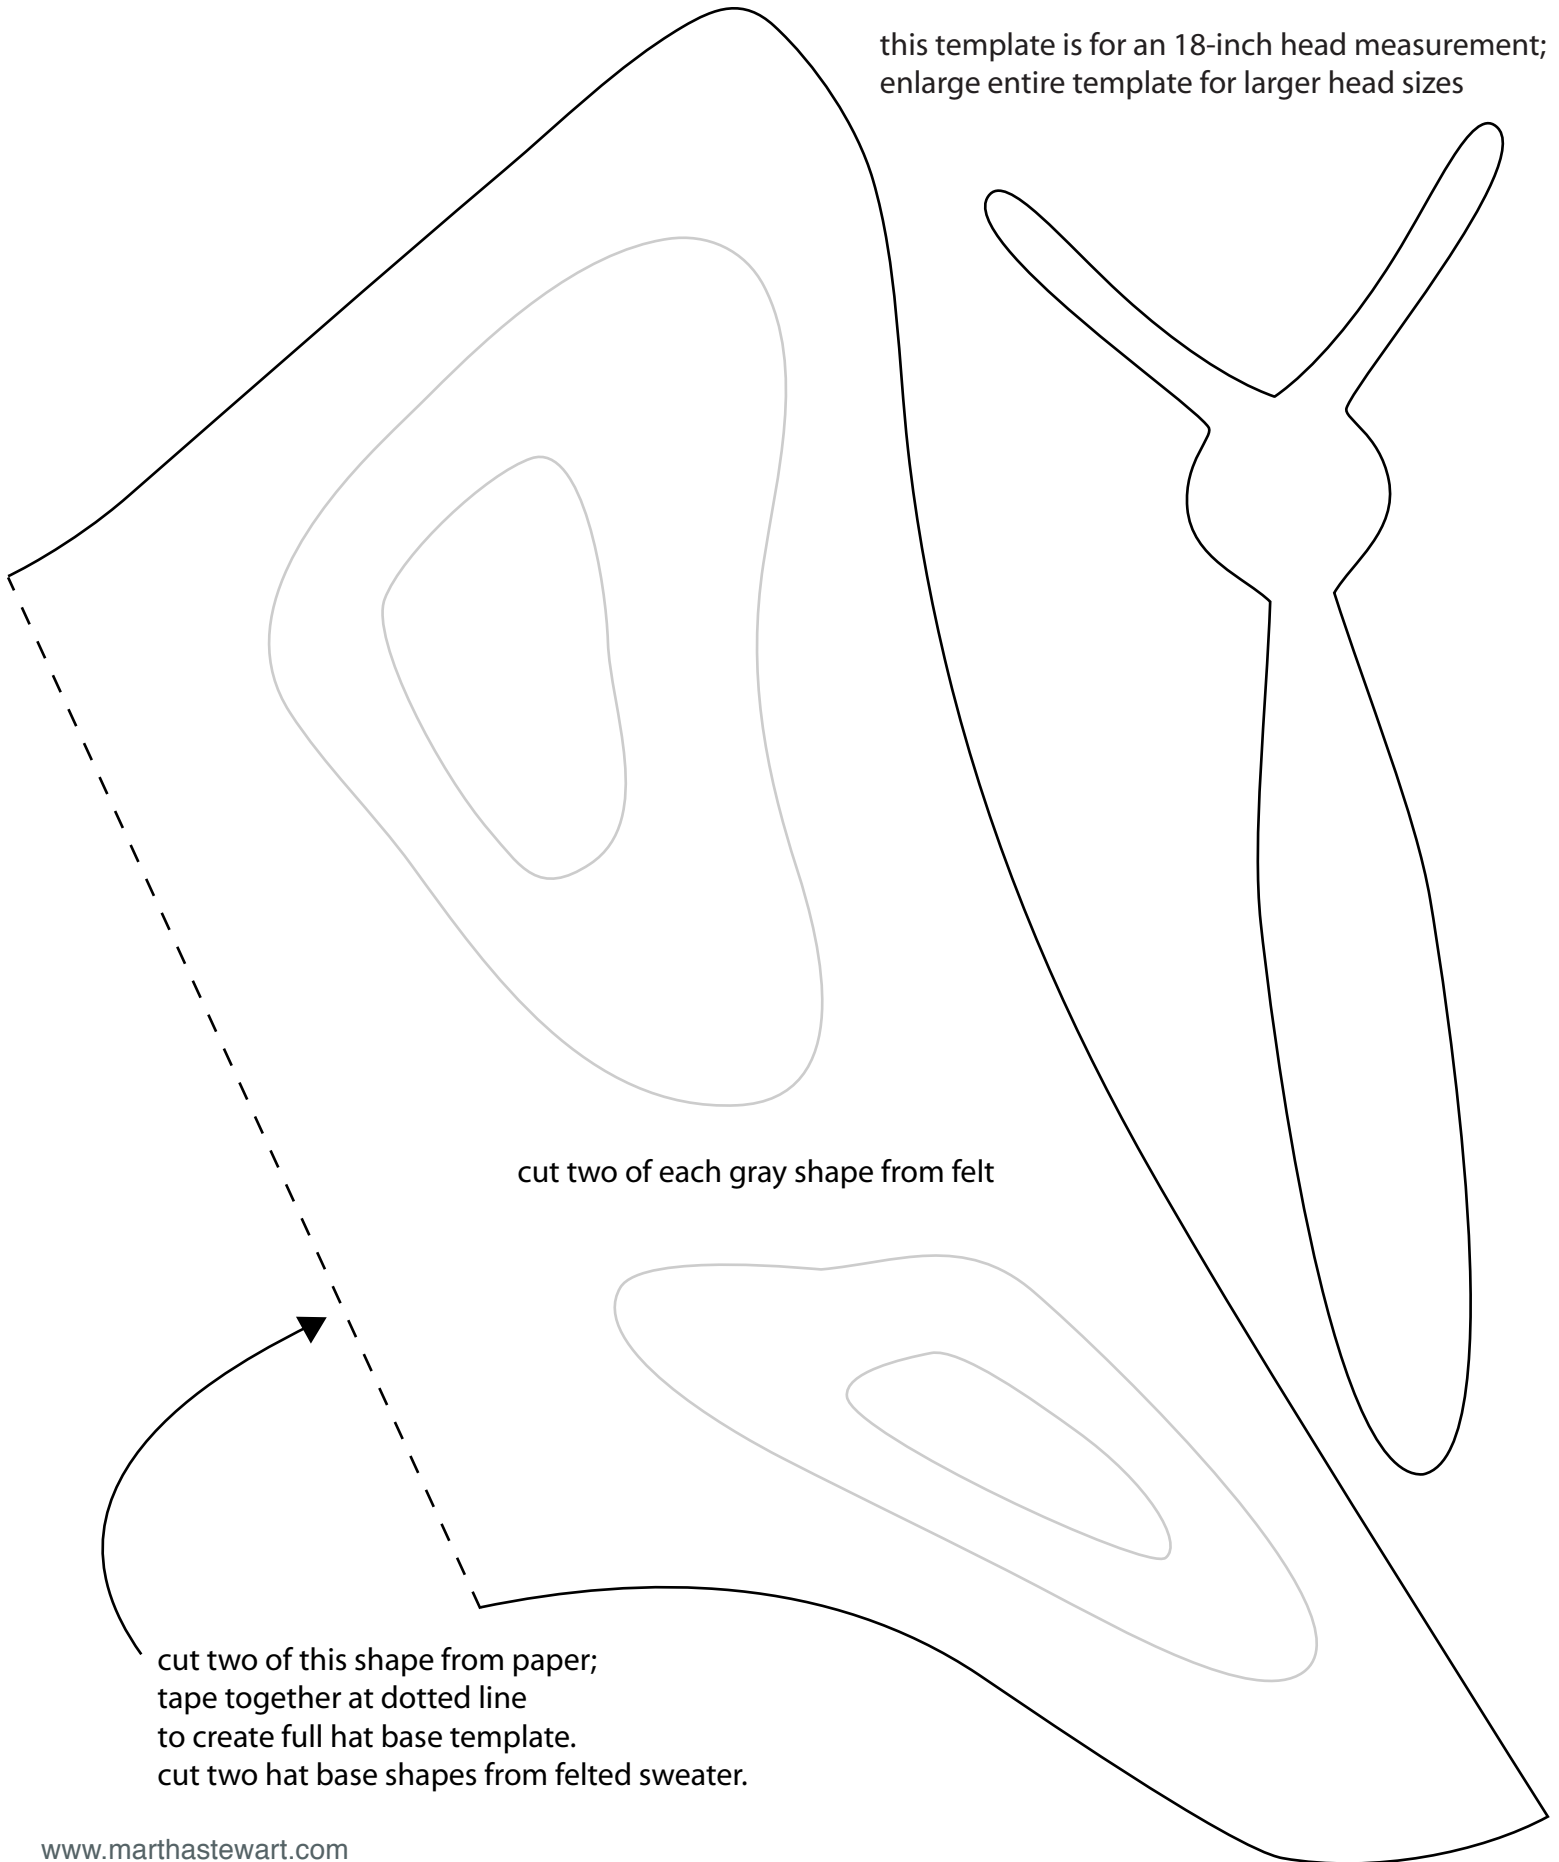 this template is for an 18-inch head measurement;
enlarge entire template for larger head sizes
cut two of each gray shape from felt
cut two of this shape from paper;
tape together at dotted line
to create full hat base template.
cut two hat base shapes from felted sweater.
www.marthastewart.com